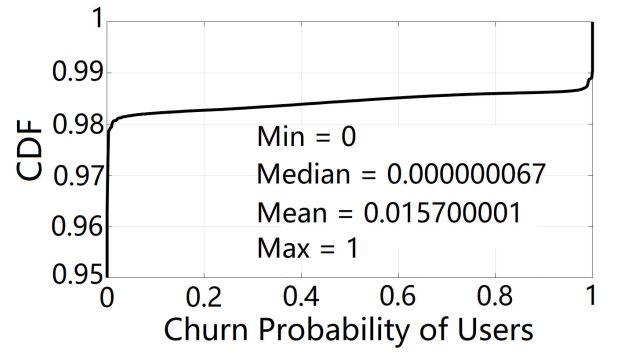 1
0.99
0.98
0.97
0.96
0.95
CDF
Min = 0
Median = 0.000000067
Mean = 0.015700001
Max = 1
0 0.2 0.4 0.6 0.8 1
Churn Probability of Users